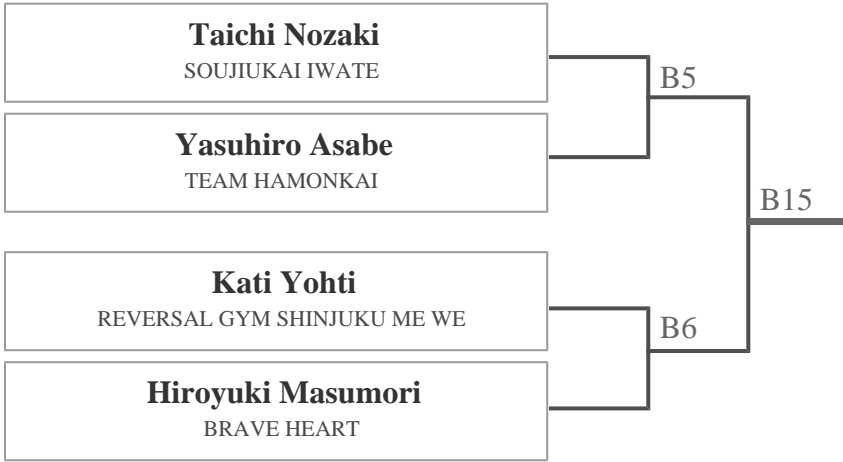 Taichi Nozaki
SOUJIUKAI IWATE
B5
Yasuhiro Asabe
TEAM HAMONKAI
B15
Kati Yohti
REVERSAL GYM SHINJUKU ME WE
B6
Hiroyuki Masumori
BRAVE HEART